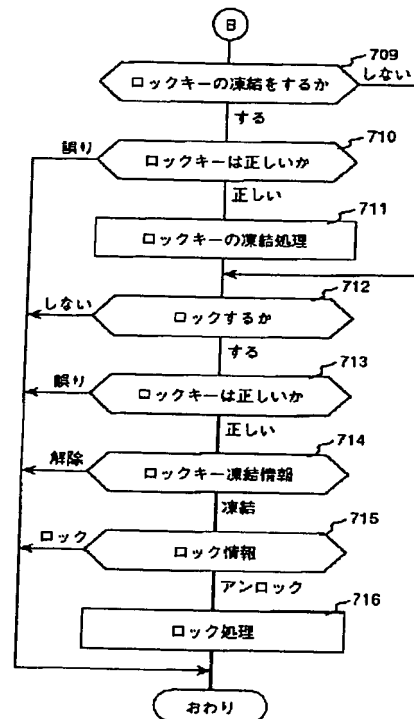 B
709
ロックキーの凍結をするか
しない
する
710
誤り
ロックキーは正しいか
正しい
711
ロックキーの凍結処理
712
しない
ロックするか
する
713
誤り
ロックキーは正しいか
正しい
714
解除
ロックキー凍結情報
凍結
715
ロック
ロック情報
アンロック
716
ロック処理
おわり